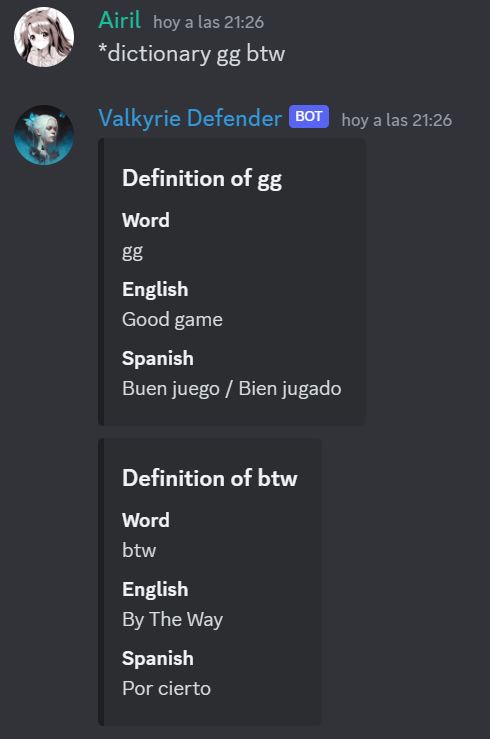 Airil hoy a las 21:26
*dictionary gg btw
Valkyrie Defender BOT hoy a las 21:26
Definition of gg
Word
gg
English
Good game
Spanish
Buen juego / Bien jugado
Definition of btw
Word
btw
English
By The Way
Spanish
Por cierto